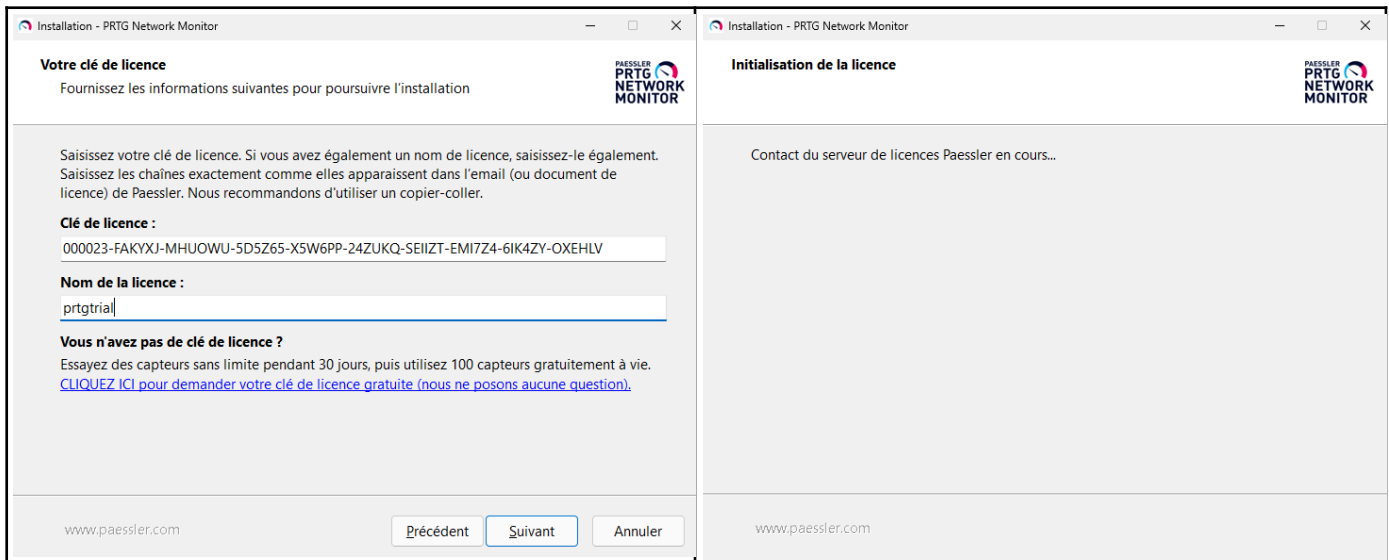 Installation - PRTG Network Monitor
Votre clé de licence
Fournissez les informations suivantes pour poursuivre l'installation
PAESSLER
PRTG
NETWORK
MONITOR
Saisissez votre clé de licence. Si vous avez également un nom de licence, saisissez-le également.
Saisissez les chaînes exactement comme elles apparaissent dans l'email (ou document de
licence) de Paessler. Nous recommandons d'utiliser un copier-coller.
Clé de licence :
000023-FAKYXJ-MHUOWU-5D5Z65-X5W6PP-24ZUKQ-SEIIZT-EMI7Z4-6IK4ZY-OXEHLV
Nom de la licence :
prtgtrial
Vous n'avez pas de clé de licence ?
Essayez des capteurs sans limite pendant 30 jours, puis utilisez 100 capteurs gratuitement à vie.
CLIQUEZ ICI pour demander votre clé de licence gratuite (nous ne posons aucune question).
www.paessler.com
Précédent
Suivant
Annuler
Installation - PRTG Network Monitor
Initialisation de la licence
PAESSLER
PRTG
NETWORK
MONITOR
Contact du serveur de licences Paessler en cours...
www.paessler.com